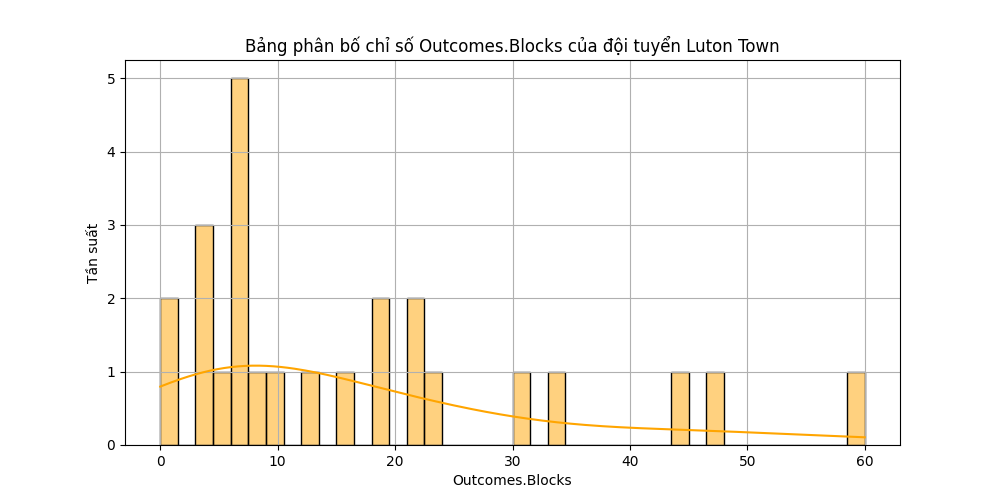 Bảng phân bố chỉ số Outcomes.Blocks của đội tuyển Luton Town
Tần suất
5
4
3
2
1
0
0 10 20 30 40 50 60
Outcomes.Blocks